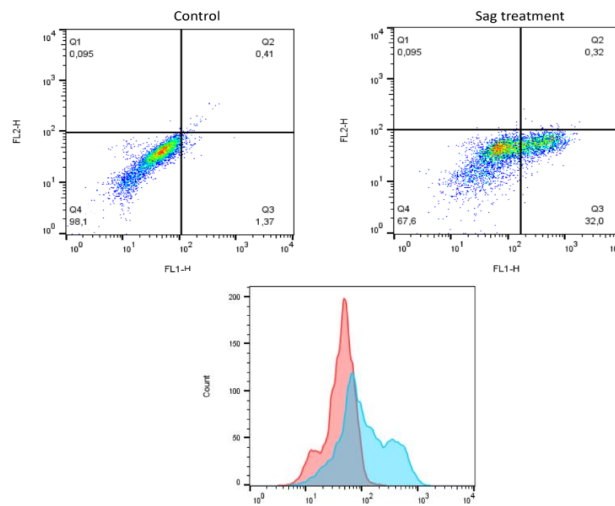 Control
Sag treatment
10^4
10^3
10^2
10^1
10^0
Q1
0,095
Q2
0,41
Q4
98,1
Q3
1,37
FL2-H
10^0
10^1
10^2
10^3
10^4
FL1-H
10^4
10^3
10^2
10^1
10^0
Q1
0,095
Q2
0,32
Q4
67,6
Q3
32,0
FL2-H
10^0
10^1
10^2
10^3
10^4
FL1-H
200
150
100
50
0
Count
10^0
10^1
10^2
10^3
10^4